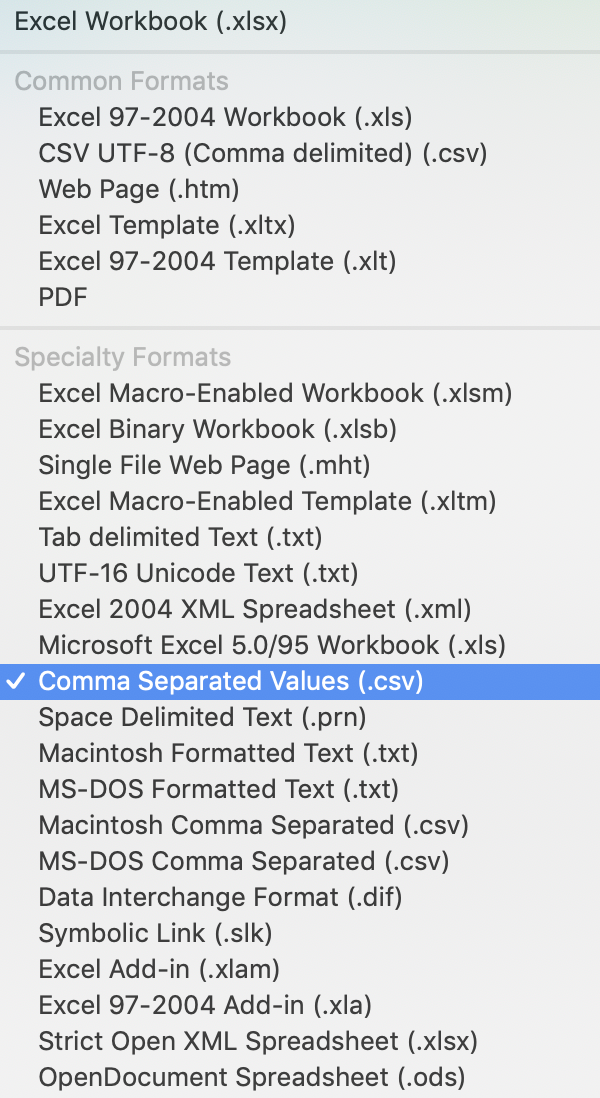 Excel Workbook (.xlsx)
Common Formats
Excel 97-2004 Workbook (.xls)
CSV UTF-8 (Comma delimited) (.csv)
Web Page (.htm)
Excel Template (.xltx)
Excel 97-2004 Template (.xlt)
PDF
Specialty Formats
Excel Macro-Enabled Workbook (.xlsm)
Excel Binary Workbook (.xlsb)
Single File Web Page (.mht)
Excel Macro-Enabled Template (.xltm)
Tab delimited Text (.txt)
UTF-16 Unicode Text (.txt)
Excel 2004 XML Spreadsheet (.xml)
Microsoft Excel 5.0/95 Workbook (.xls)
✓ Comma Separated Values (.csv)
Space Delimited Text (.prn)
Macintosh Formatted Text (.txt)
MS-DOS Formatted Text (.txt)
Macintosh Comma Separated (.csv)
MS-DOS Comma Separated (.csv)
Data Interchange Format (.dif)
Symbolic Link (.slk)
Excel Add-in (.xlam)
Excel 97-2004 Add-in (.xla)
Strict Open XML Spreadsheet (.xlsx)
OpenDocument Spreadsheet (.ods)